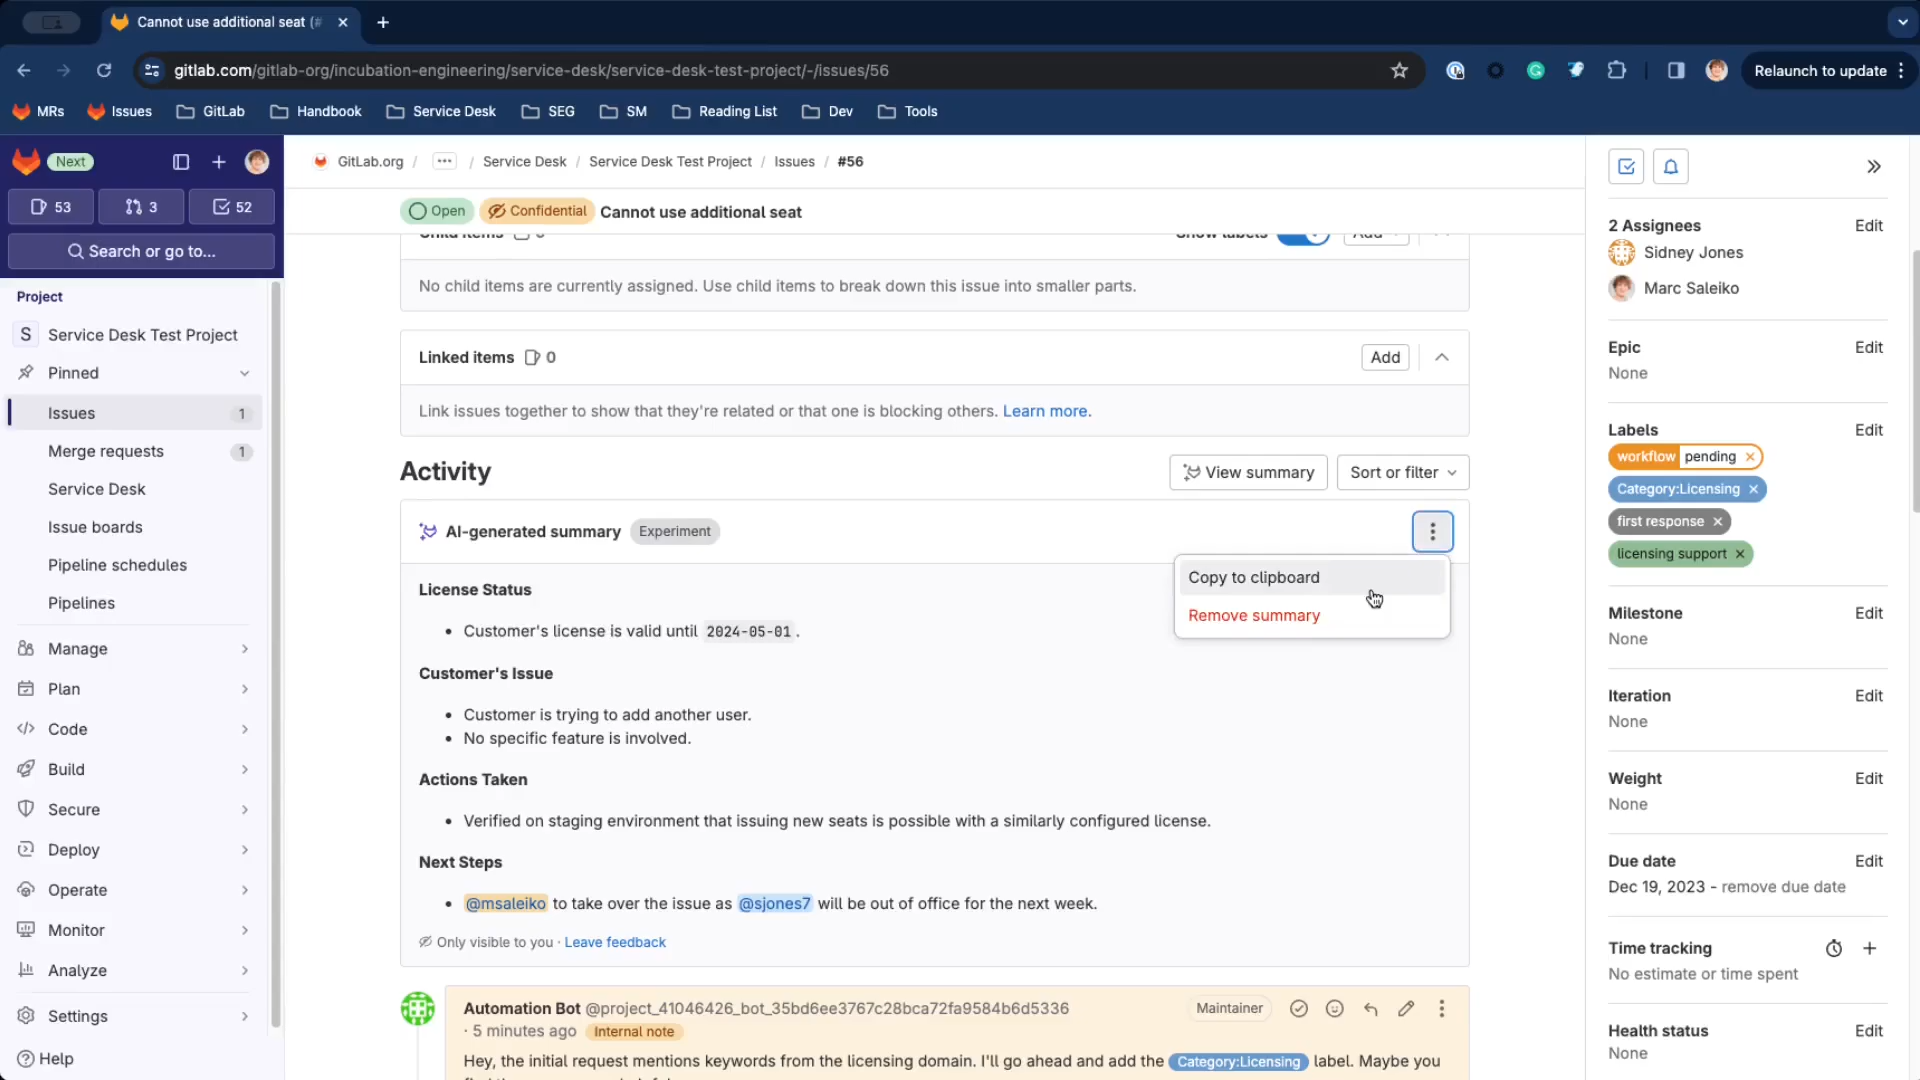 Cannot use additional seat (#
gitlab.com/gitlab-org/incubation-engineering/service-desk/service-desk-test-project/-/issues/56
Relaunch to update
MRs Issues GitLab Handbook Service Desk SEG SM Reading List Dev Tools
Next
53 3 52
Search or go to...
Project
S Service Desk Test Project
Pinned
Issues 1
Merge requests 1
Service Desk
Issue boards
Pipeline schedules
Pipelines
Manage
Plan
Code
Build
Secure
Deploy
Operate
Monitor
Analyze
Settings
Help
GitLab.org / ··· / Service Desk / Service Desk Test Project / Issues / #56
Open Confidential Cannot use additional seat
Child items 0 Show labels Add
No child items are currently assigned. Use child items to break down this issue into smaller parts.
Linked items 0 Add
Link issues together to show that they're related or that one is blocking others. Learn more.
Activity View summary Sort or filter
AI-generated summary Experiment
Copy to clipboard
Remove summary
License Status
• Customer's license is valid until 2024-05-01.
Customer's Issue
• Customer is trying to add another user.
• No specific feature is involved.
Actions Taken
• Verified on staging environment that issuing new seats is possible with a similarly configured license.
Next Steps
• @msaleiko to take over the issue as @sjones7 will be out of office for the next week.
Only visible to you · Leave feedback
Automation Bot @project_41046426_bot_35bd6ee3767c28bca72fa9584b6d5336 Maintainer
· 5 minutes ago Internal note
Hey, the initial request mentions keywords from the licensing domain. I'll go ahead and add the Category:Licensing label. Maybe you
2 Assignees Edit
Sidney Jones
Marc Saleiko
Epic Edit
None
Labels Edit
workflow pending ×
Category:Licensing ×
first response ×
licensing support ×
Milestone Edit
None
Iteration Edit
None
Weight Edit
None
Due date Edit
Dec 19, 2023 - remove due date
Time tracking
No estimate or time spent
Health status Edit
None